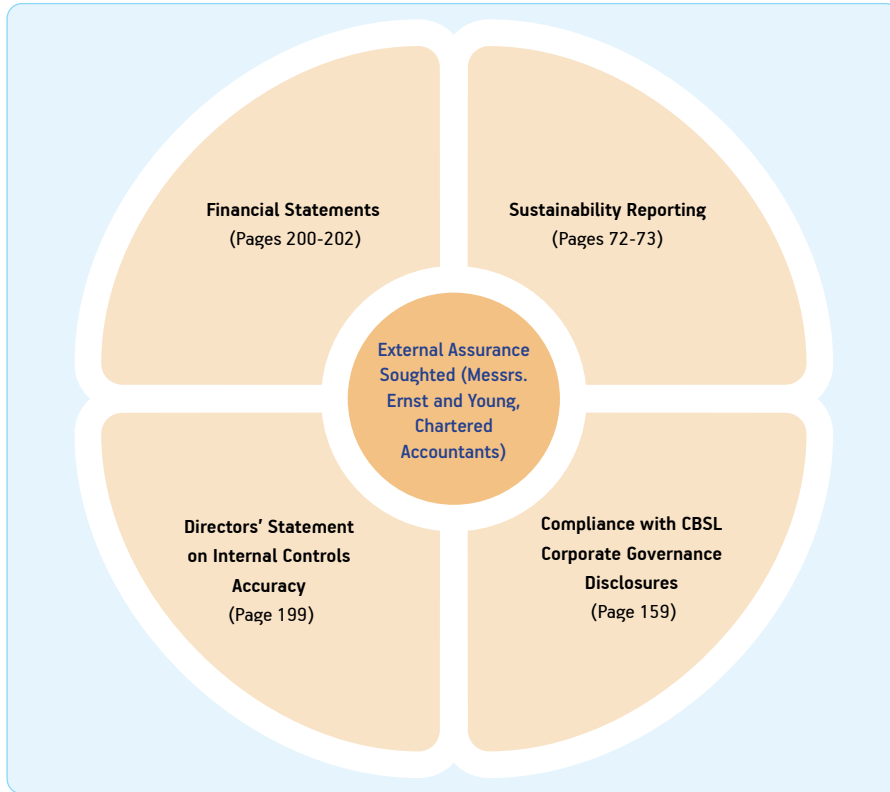 Financial Statements
(Pages 200-202)
Sustainability Reporting
(Pages 72-73)
External Assurance
Soughted (Messrs.
Ernst and Young,
Chartered
Accountants)
Directors’ Statement
on Internal Controls
Accuracy
(Page 199)
Compliance with CBSL
Corporate Governance
Disclosures
(Page 159)